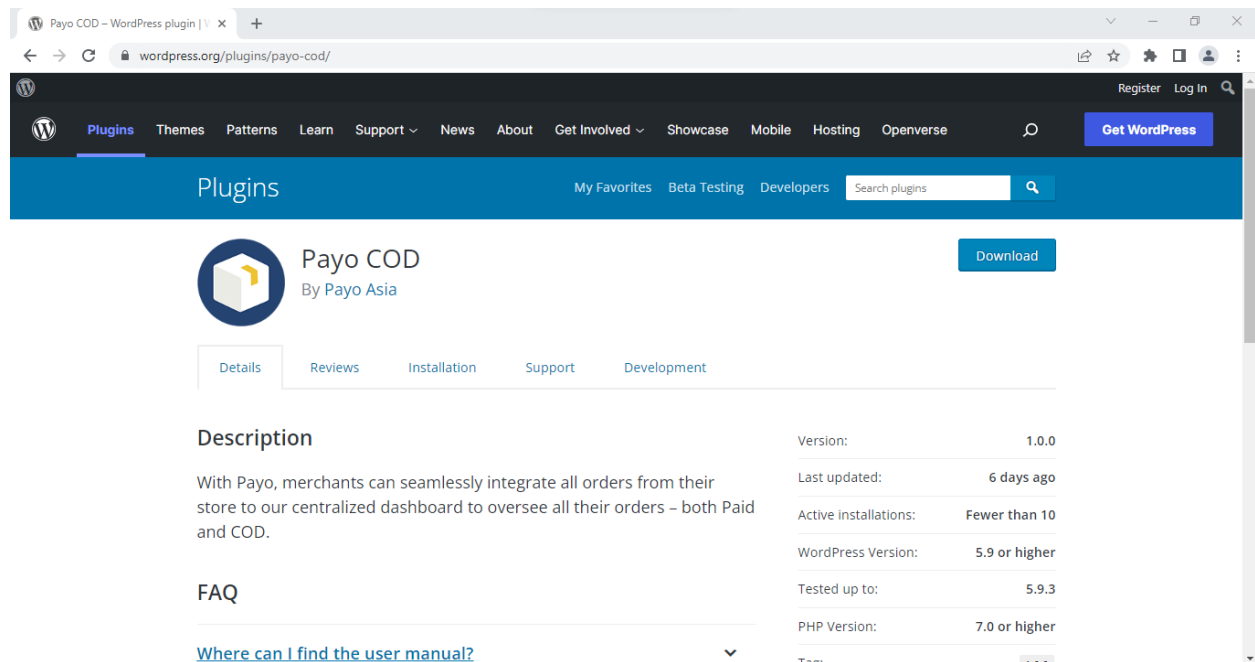 Payo COD – WordPress plugin |
wordpress.org/plugins/payo-cod/
Register Log In
Plugins Themes Patterns Learn Support News About Get Involved Showcase Mobile Hosting Openverse Get WordPress
Plugins My Favorites Beta Testing Developers Search plugins
Payo COD
By Payo Asia
Download
Details Reviews Installation Support Development
Description
With Payo, merchants can seamlessly integrate all orders from their
store to our centralized dashboard to oversee all their orders – both Paid
and COD.
FAQ
Where can I find the user manual?
Version: 1.0.0
Last updated: 6 days ago
Active installations: Fewer than 10
WordPress Version: 5.9 or higher
Tested up to: 5.9.3
PHP Version: 7.0 or higher